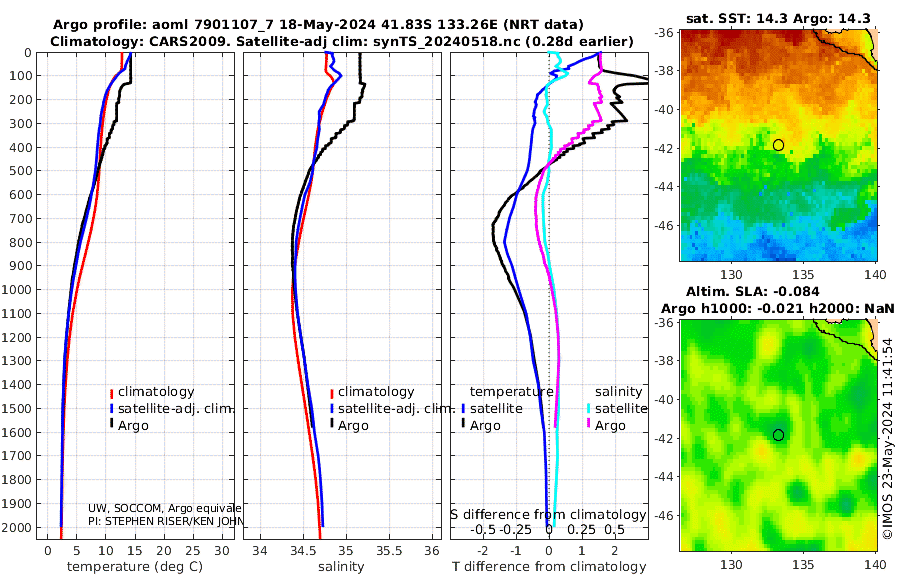 Argo profile: aoml 7901107_7 18-May-2024 41.83S 133.26E (NRT data)
Climatology: CARS2009. Satellite-adj clim: synTS_20240518.nc (0.28d earlier)
sat. SST: 14.3 Argo: 14.3
0
100
200
300
400
500
600
700
800
900
1000
1100
1200
1300
1400
1500
1600
1700
1800
1900
2000
climatology
satellite-adj. clim.
Argo
UW, SOCCOM, Argo equivale
PI: STEPHEN RISER/KEN JOHN
0 5 10 15 20 25 30
temperature (deg C)
climatology
satellite-adj. clim.
Argo
34 34.5 35 35.5 36
salinity
temperature salinity
satellite satellite
Argo Argo
S difference from climatology
-0.5 -0.25 0 0.25 0.5
-2 -1 0 1 2
T difference from climatology
-36
-38
-40
-42
-44
-46
130 135 140
Altim. SLA: -0.084
Argo h1000: -0.021 h2000: NaN
-36
-38
-40
-42
-44
-46
130 135 140
©IMOS 23-May-2024 11:41:54